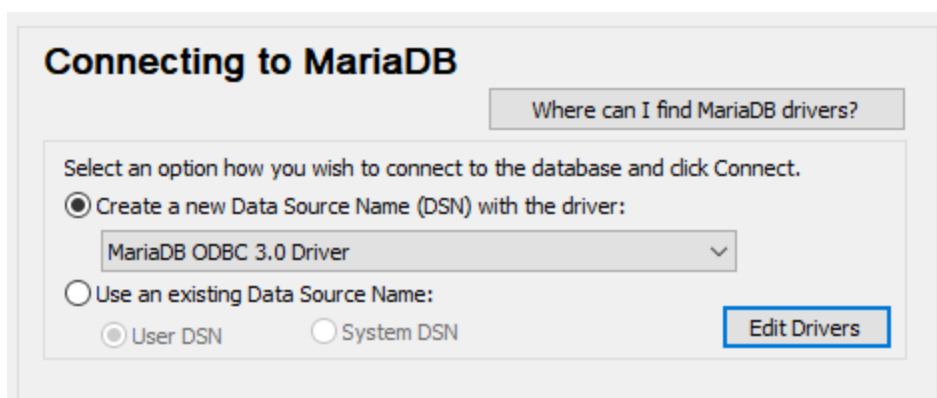 Connecting to MariaDB
Where can I find MariaDB drivers?
Select an option how you wish to connect to the database and click Connect.
Create a new Data Source Name (DSN) with the driver:
MariaDB ODBC 3.0 Driver
Use an existing Data Source Name:
User DSN System DSN Edit Drivers